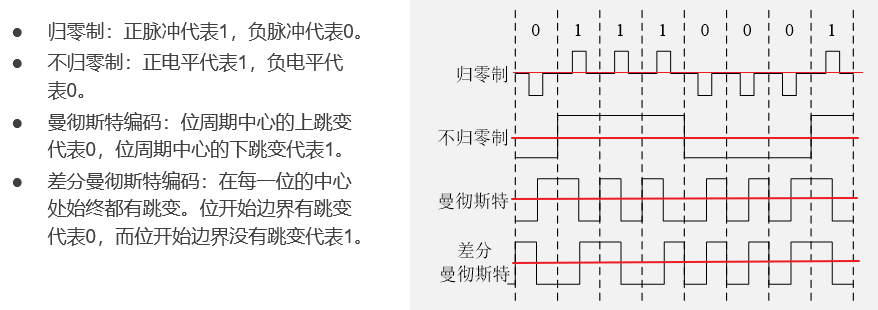 ● 归零制：正脉冲代表1，负脉冲代表0。
● 不归零制：正电平代表1，负电平代
表0。
● 曼彻斯特编码：位周期中心的上跳变
代表0，位周期中心的下跳变代表1。
● 差分曼彻斯特编码：在每一位的中心
处始终都有跳变。位开始边界有跳变
代表0，而位开始边界没有跳变代表1。
0 1 1 1 0 0 0 1
归零制
不归零制
曼彻斯特
差分
曼彻斯特